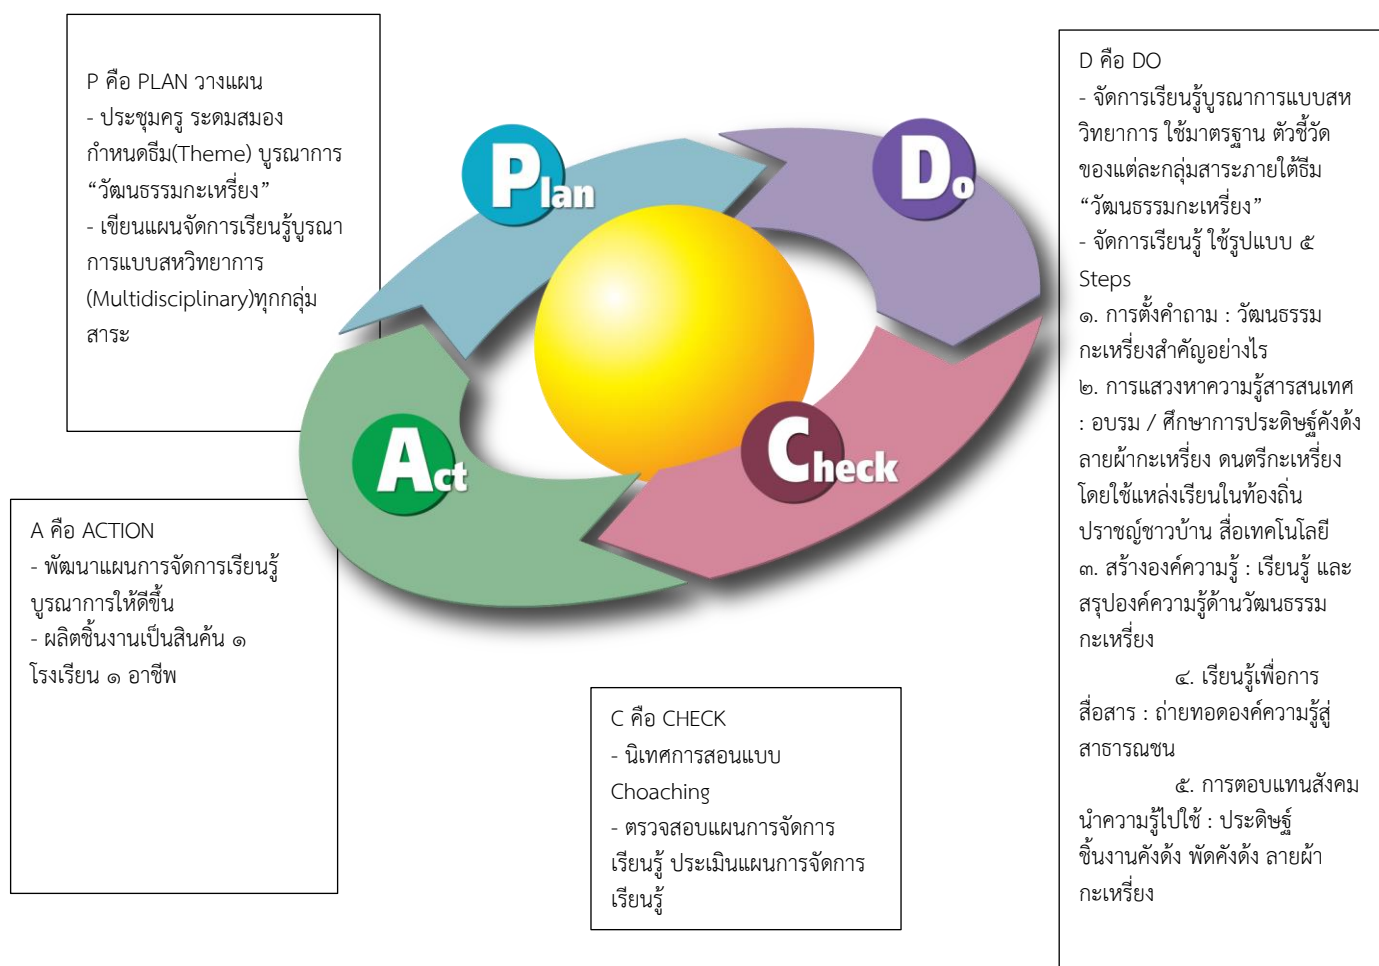 P คือ PLAN วางแผน
- ประชุมครู ระดมสมอง
กำหนดธีม(Theme) บูรณาการ
“วัฒนธรรมกะเหรี่ยง”
- เขียนแผนจัดการเรียนรู้บูรณา
การแบบสหวิทยาการ
(Multidisciplinary)ทุกกลุ่ม
สาระ
Plan
Do
Check
Act
D คือ DO
- จัดการเรียนรู้บูรณาการแบบสห
วิทยาการ ใช้มาตรฐาน ตัวชี้วัด
ของแต่ละกลุ่มสาระภายใต้ธีม
“วัฒนธรรมกะเหรี่ยง”
- จัดการเรียนรู้ ใช้รูปแบบ ๕
Steps
๑. การตั้งคำถาม : วัฒนธรรม
กะเหรี่ยงสำคัญอย่างไร
๒. การแสวงหาความรู้สารสนเทศ
: อบรม / ศึกษาการประดิษฐ์คังด้ง
ลายผ้ากะเหรี่ยง ดนตรีกะเหรี่ยง
โดยใช้แหล่งเรียนในท้องถิ่น
ปราชญ์ชาวบ้าน สื่อเทคโนโลยี
๓. สร้างองค์ความรู้ : เรียนรู้ และ
สรุปองค์ความรู้ด้านวัฒนธรรม
กะเหรี่ยง
๔. เรียนรู้เพื่อการ
สื่อสาร : ถ่ายทอดองค์ความรู้สู่
สาธารณชน
๕. การตอบแทนสังคม
นำความรู้ไปใช้ : ประดิษฐ์
ชิ้นงานคังด้ง พัดคังด้ง ลายผ้า
กะเหรี่ยง
A คือ ACTION
- พัฒนาแผนการจัดการเรียนรู้
บูรณาการให้ดีขึ้น
- ผลิตชิ้นงานเป็นสินค้น ๑
โรงเรียน ๑ อาชีพ
C คือ CHECK
- นิเทศการสอนแบบ
Choaching
- ตรวจสอบแผนการจัดการ
เรียนรู้ ประเมินแผนการจัดการ
เรียนรู้